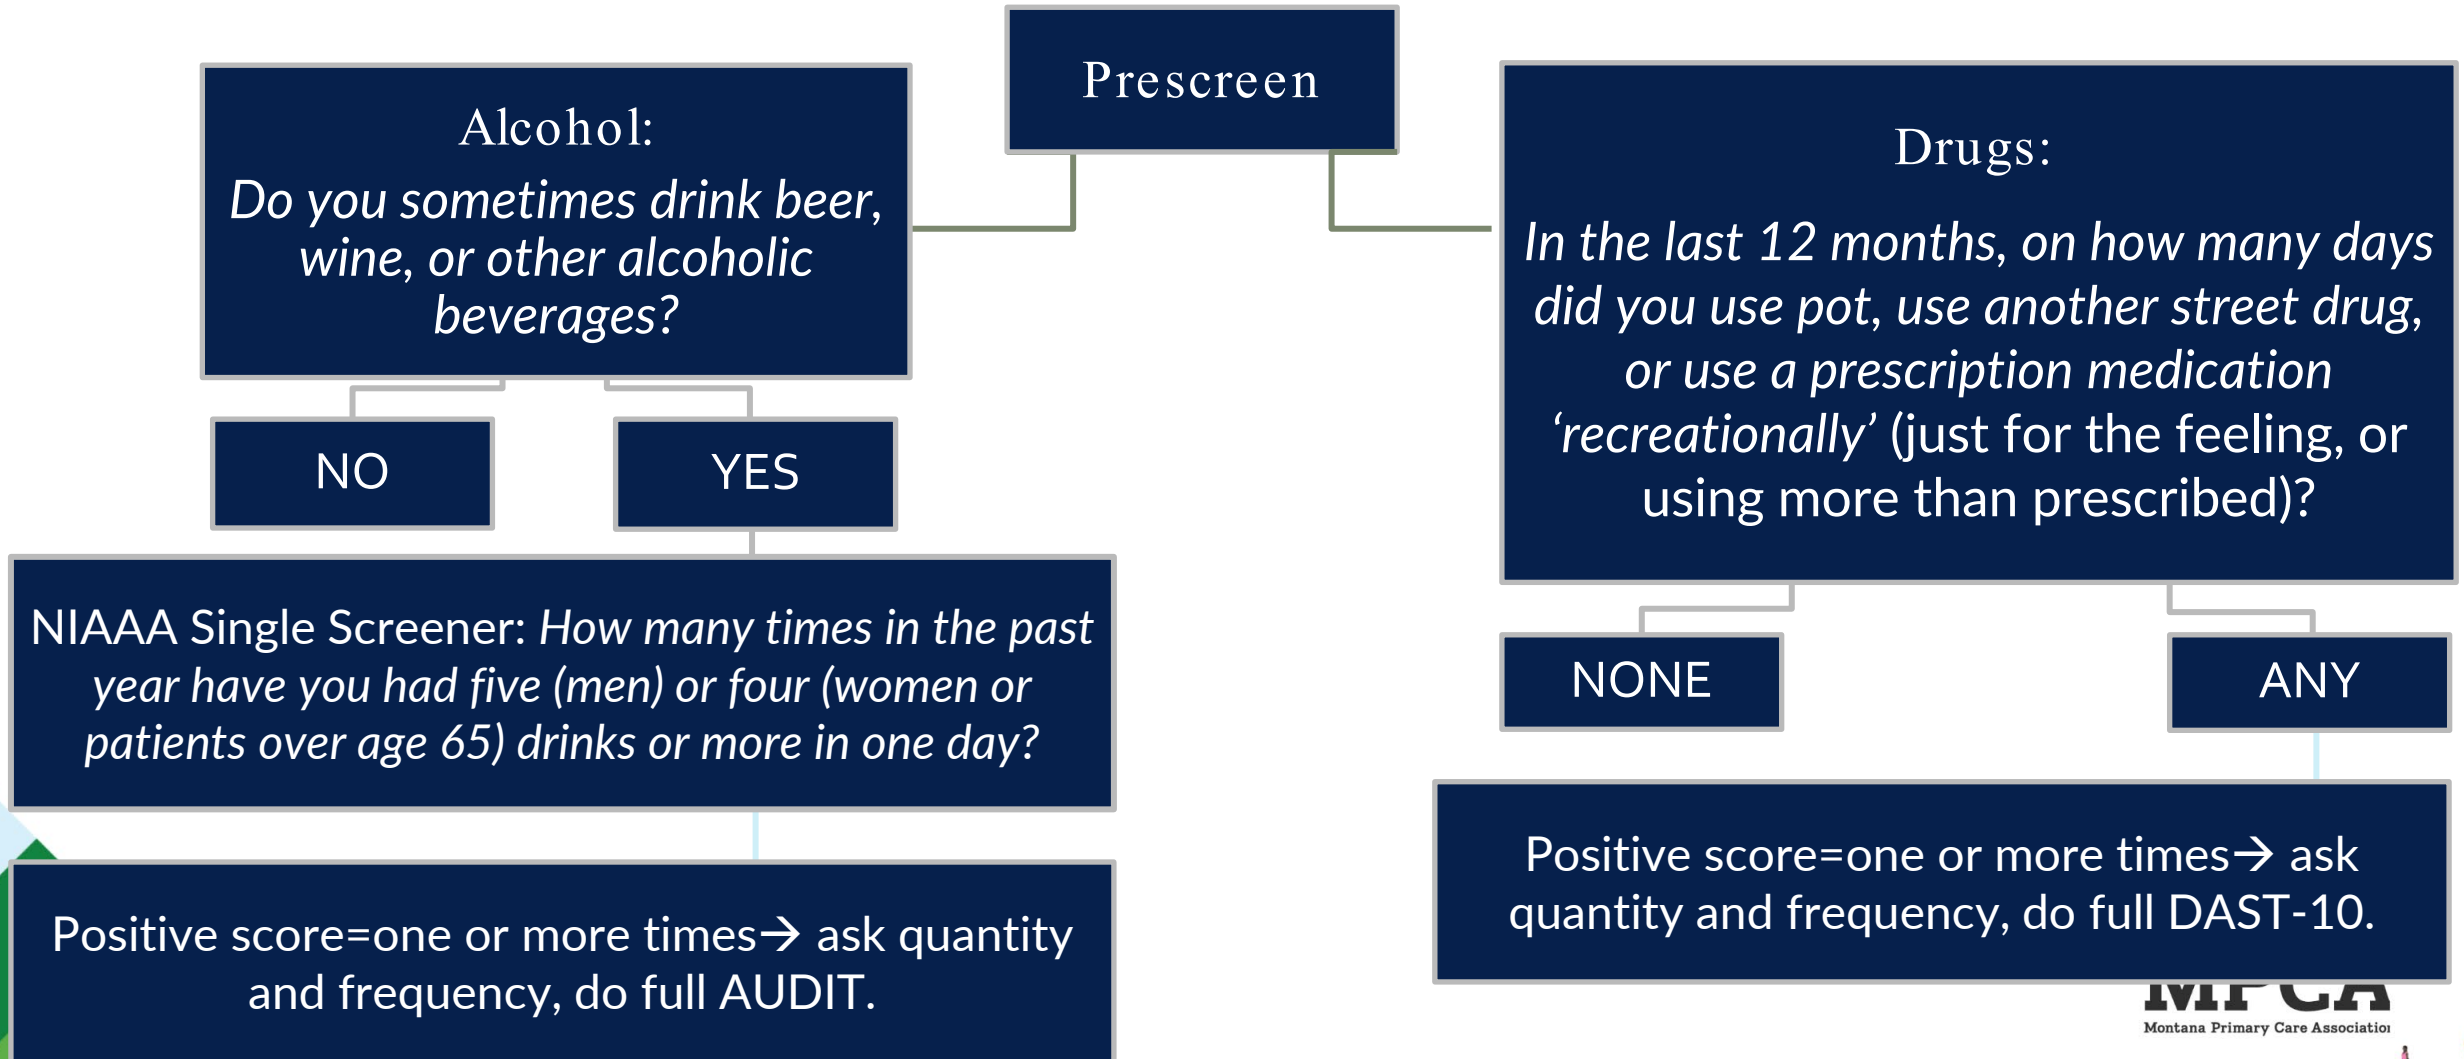 Prescreen
Alcohol:
Do you sometimes drink beer,
wine, or other alcoholic
beverages?
NO
YES
NIAAA Single Screener: How many times in the past
year have you had five (men) or four (women or
patients over age 65) drinks or more in one day?
Positive score=one or more times→ ask quantity
and frequency, do full AUDIT.
Drugs:
In the last 12 months, on how many days
did you use pot, use another street drug,
or use a prescription medication
‘recreationally’ (just for the feeling, or
using more than prescribed)?
NONE
ANY
Positive score=one or more times→ ask
quantity and frequency, do full DAST-10.
MPCA
Montana Primary Care Association